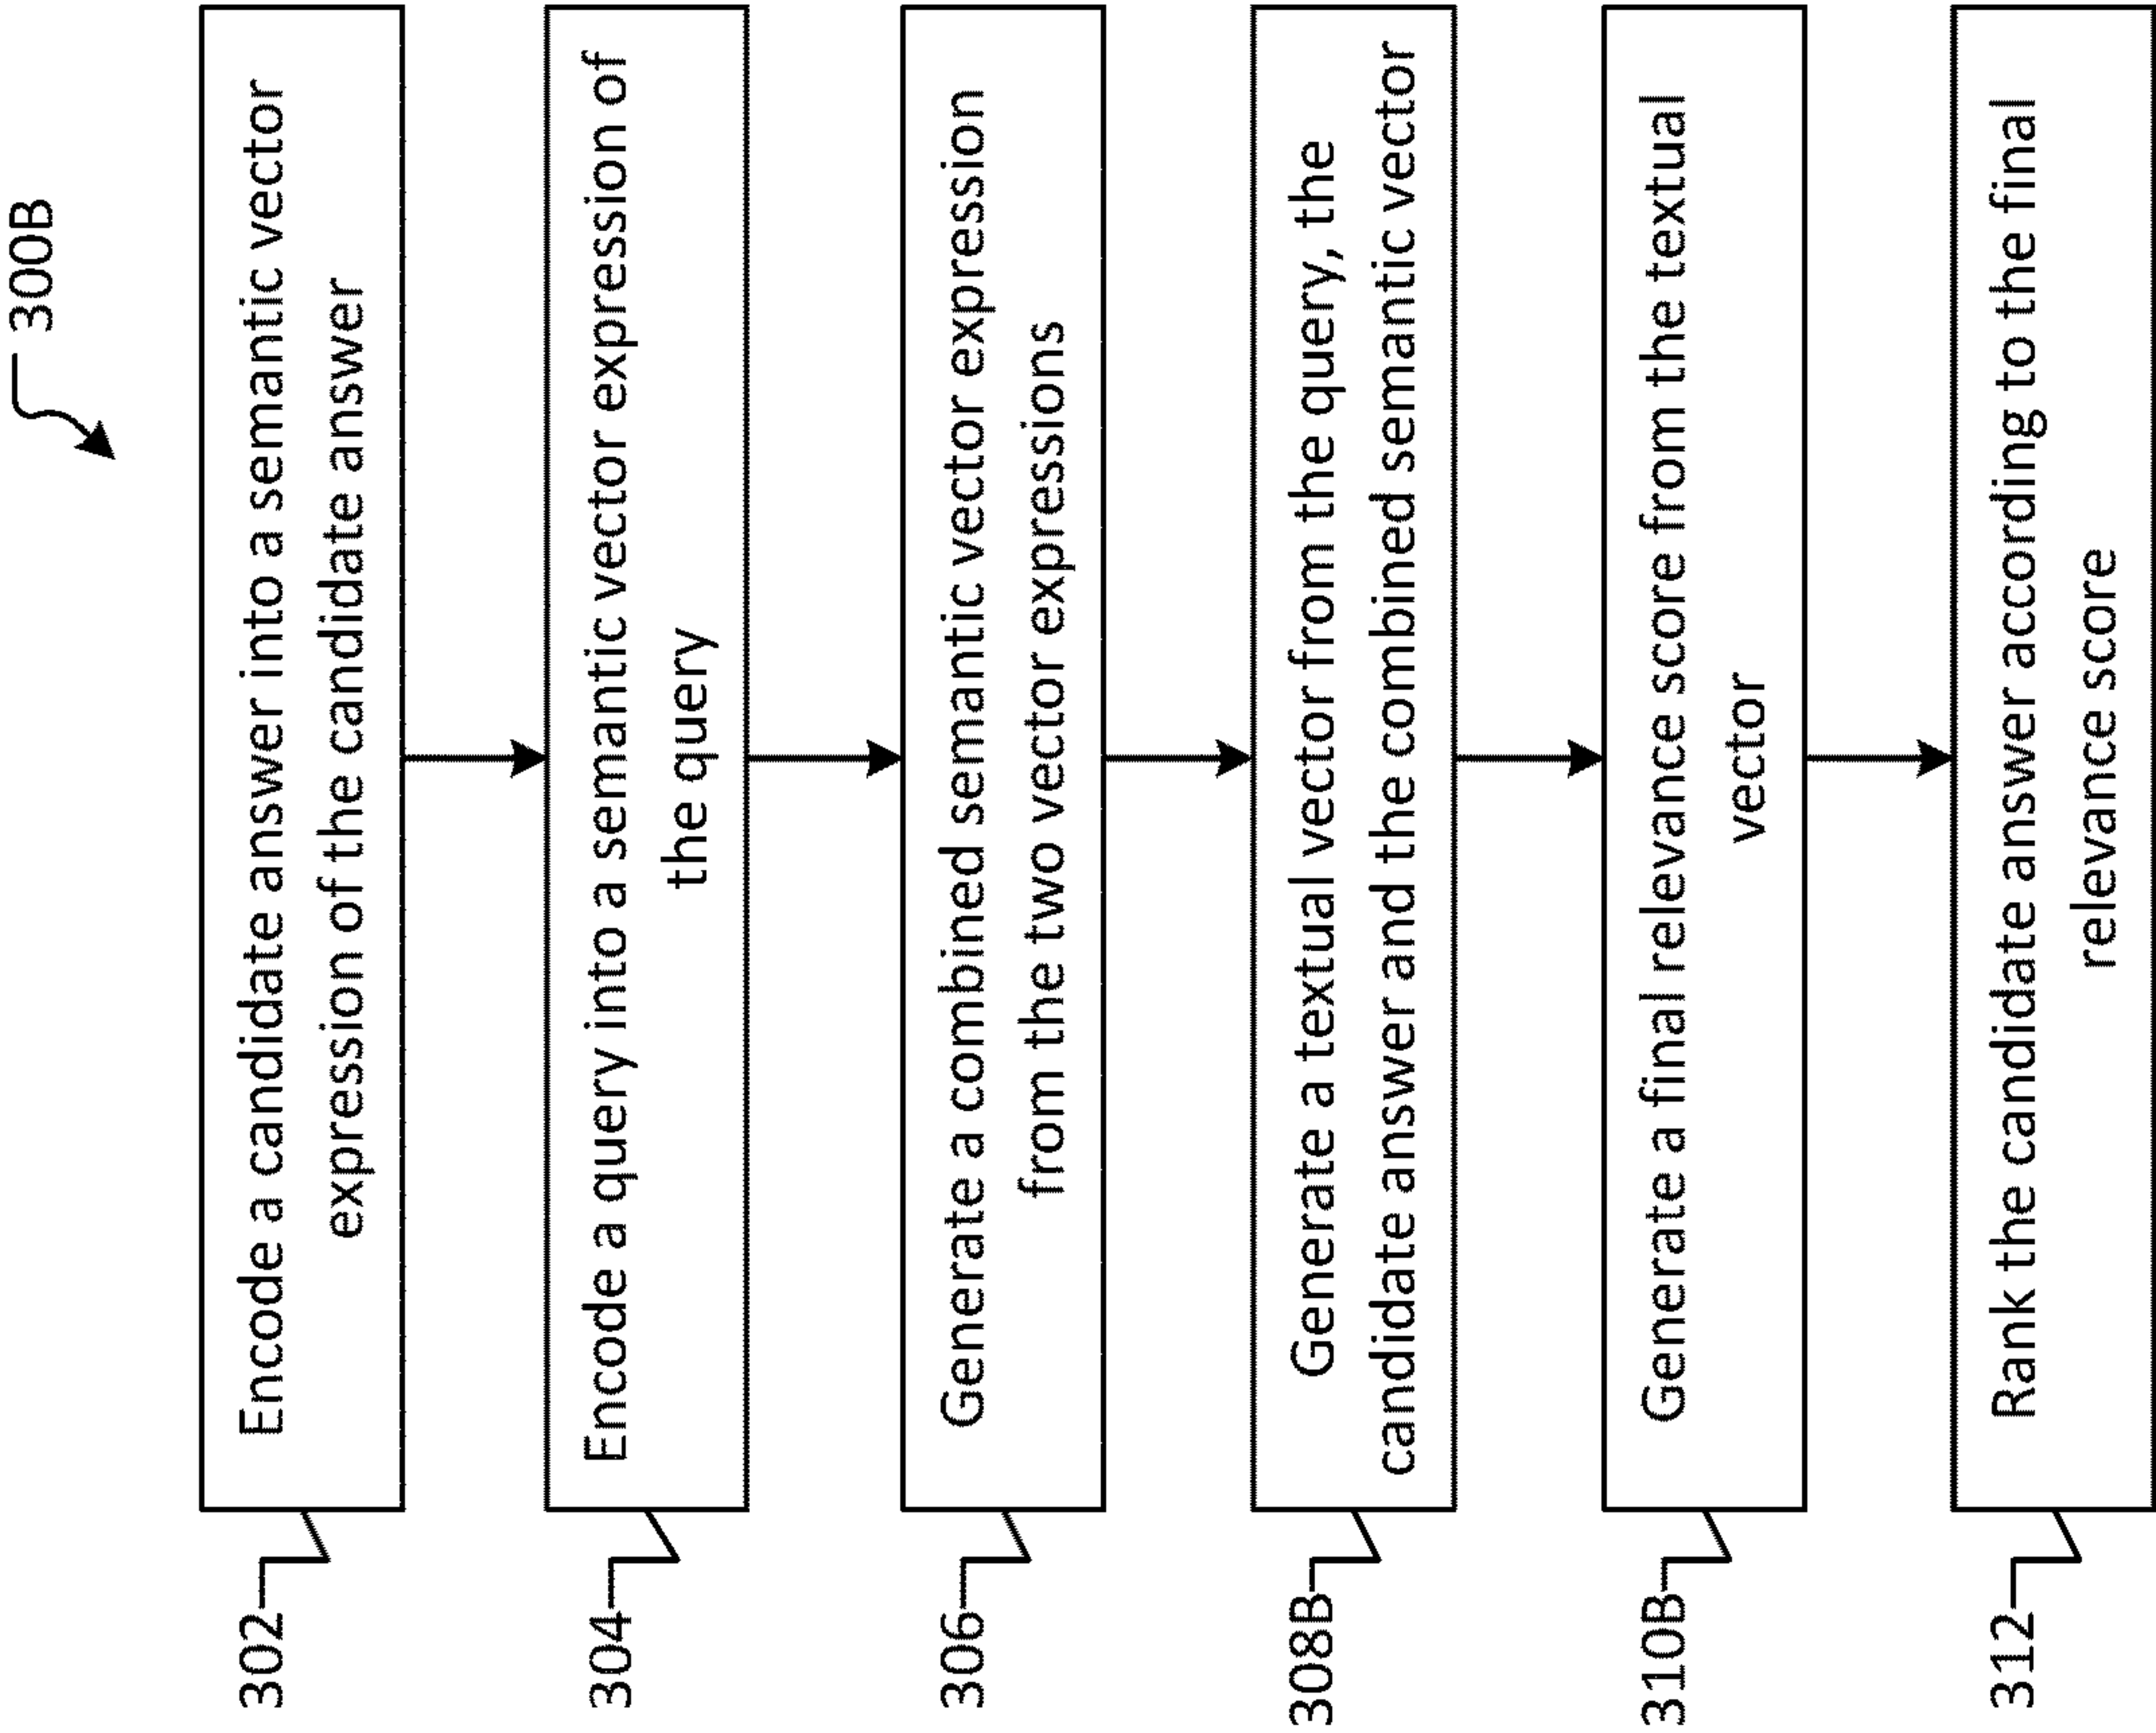 300B
302
Encode a candidate answer into a semantic vector
expression of the candidate answer
304
Encode a query into a semantic vector expression of
the query
306
Generate a combined semantic vector expression
from the two vector expressions
308B
Generate a textual vector from the query, the
candidate answer and the combined semantic vector
310B
Generate a final relevance score from the textual
vector
312
Rank the candidate answer according to the final
relevance score